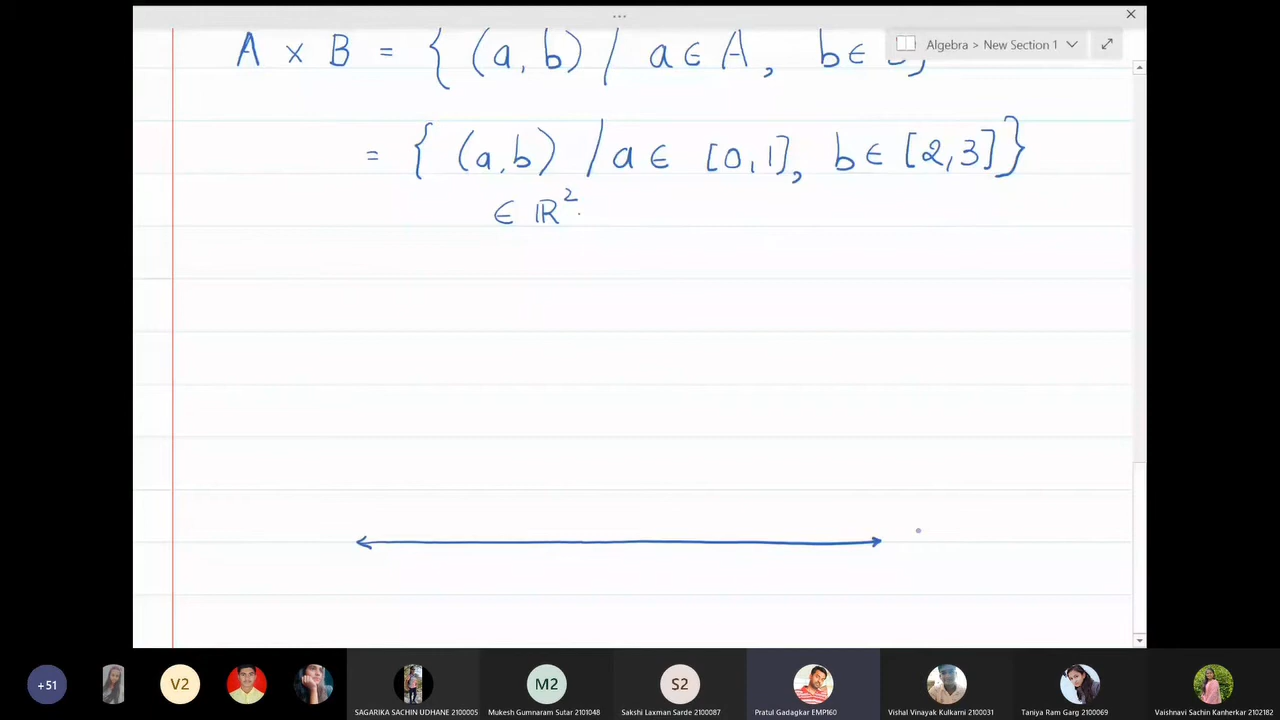 ...
A × B = { (a, b) / a ∈ A, b ∈
Algebra > New Section 1
= { (a, b) / a ∈ [0, 1], b ∈ [2, 3] }
∈ ℝ².
+51
V2
M2
S2
SAGARIKA SACHIN UDHANE 2100005
Mukesh Gumnaram Sutar 2101048
Sakshi Laxman Sarde 2100087
Pratul Gadagkar EMP160
Vishal Vinayak Kulkarni 2100031
Taniya Ram Garg 2100069
Vaishnavi Sachin Kanherkar 2102182